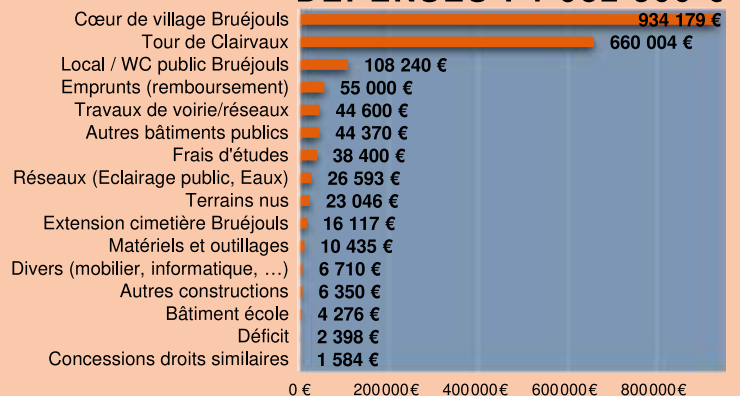 Cœur de village Bruéjouls 934 179 €
Tour de Clairvaux 660 004 €
Local / WC public Bruéjouls 108 240 €
Emprunts (remboursement) 55 000 €
Travaux de voirie/réseaux 44 600 €
Autres bâtiments publics 44 370 €
Frais d'études 38 400 €
Réseaux (Eclairage public, Eaux) 26 593 €
Terrains nus 23 046 €
Extension cimetière Bruéjouls 16 117 €
Matériels et outillages 10 435 €
Divers (mobilier, informatique, …) 6 710 €
Autres constructions 6 350 €
Bâtiment école 4 276 €
Déficit 2 398 €
Concessions droits similaires 1 584 €
0 € 200000€ 400000€ 600000€ 800000€